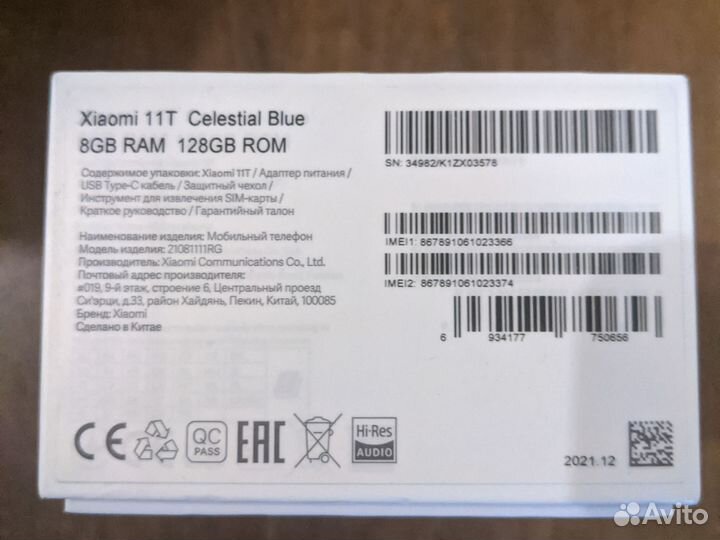 Xiaomi 11T Celestial Blue
8GB RAM 128GB ROM
Содержимое упаковки: Xiaomi 11T / Адаптер питания /
USB Type-C кабель / Защитный чехол /
Инструмент для извлечения SIM-карты /
Краткое руководство / Гарантийный талон
Наименование изделия: Мобильный телефон
Модель изделия: 21081111RG
Производитель: Xiaomi Communications Co., Ltd.
Почтовый адрес производителя:
#019, 9-й этаж, строение 6, Центральный проезд
Си'эрци, д.33, район Хайдянь, Пекин, Китай, 100085
Бренд: Xiaomi
Сделано в Китае
SN: 34982/K1ZX03578
IMEI1: 867891061023366
IMEI2: 867891061023374
6 934177 750656
CE
QC
PASS
EAC
Hi-Res
AUDIO
2021.12
Avito